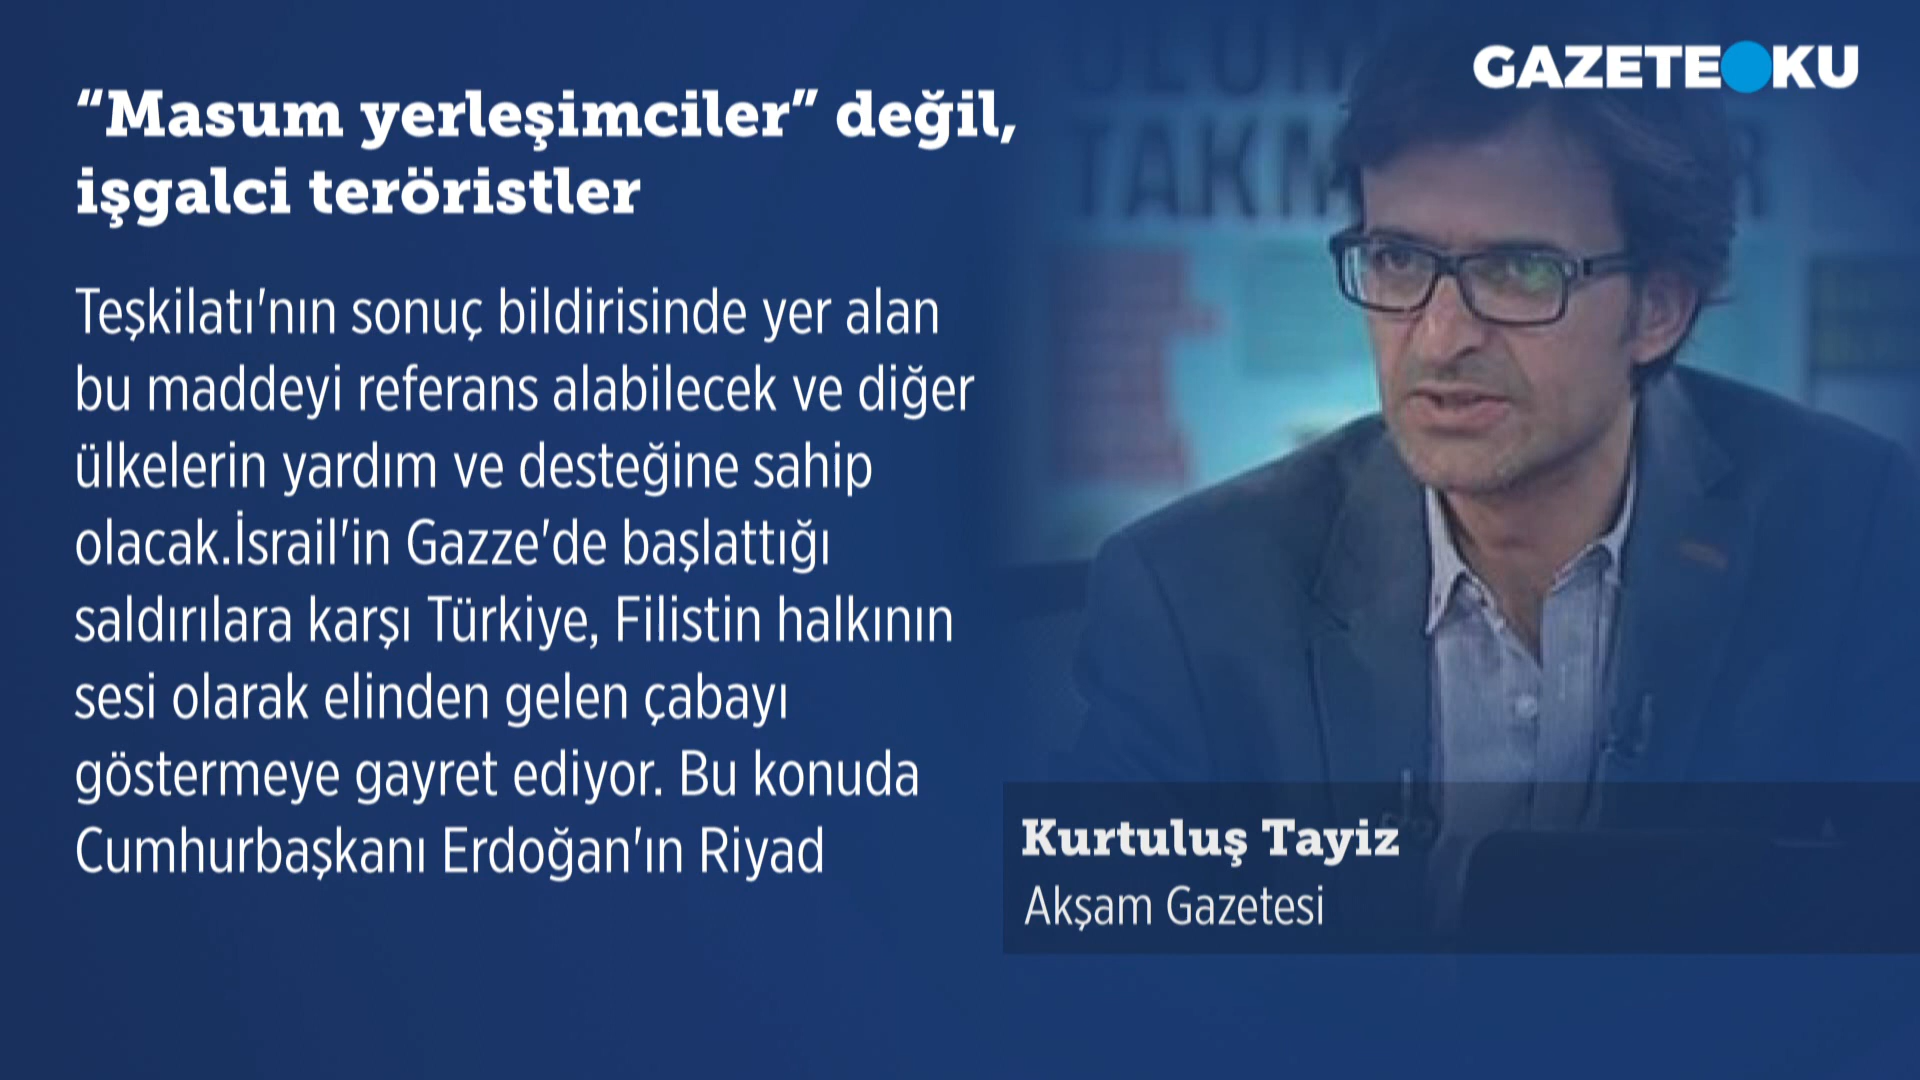 GAZETE KU
“Masum yerleşimciler” değil,
işgalci teröristler
Teşkilatı'nın sonuç bildirisinde yer alan
bu maddeyi referans alabilecek ve diğer
ülkelerin yardım ve desteğine sahip
olacak.İsrail'in Gazze'de başlattığı
saldırılara karşı Türkiye, Filistin halkının
sesi olarak elinden gelen çabayı
göstermeye gayret ediyor. Bu konuda
Cumhurbaşkanı Erdoğan'ın Riyad
Kurtuluş Tayiz
Akşam Gazetesi